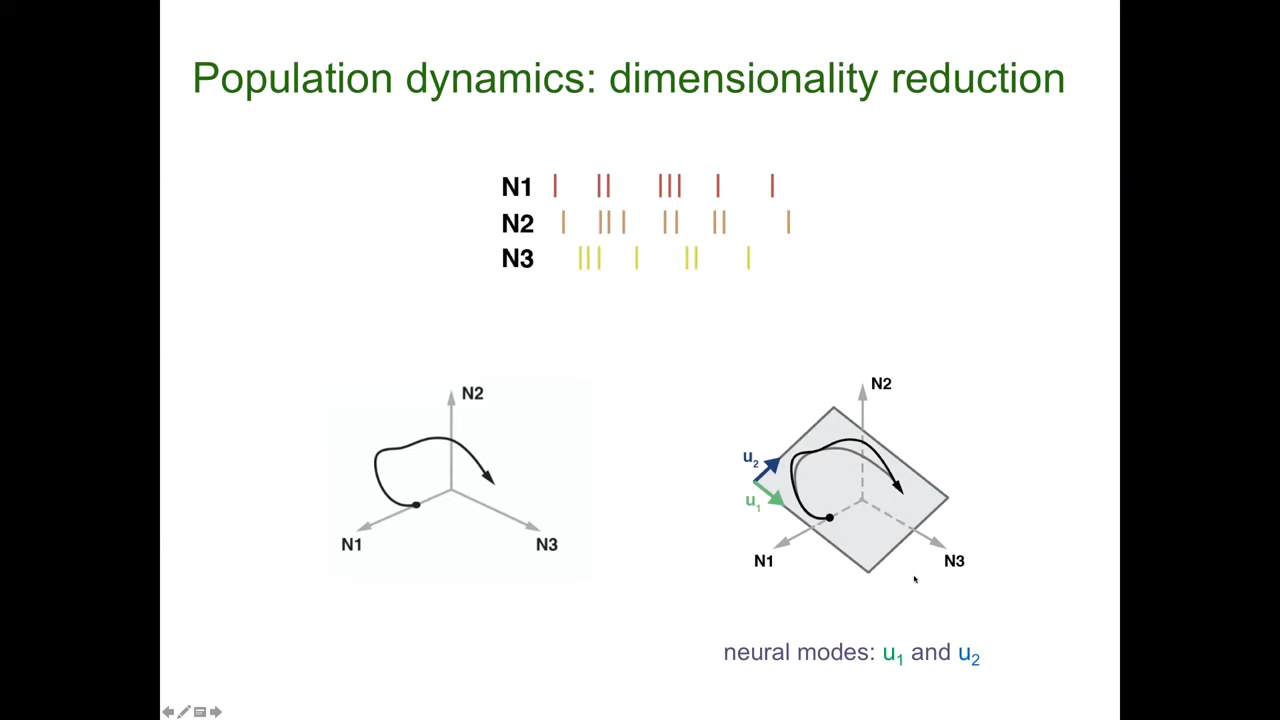 Population dynamics: dimensionality reduction
N1
N2
N3
N2
N1
N3
N2
u2
u1
N1
N3
neural modes: u1 and u2